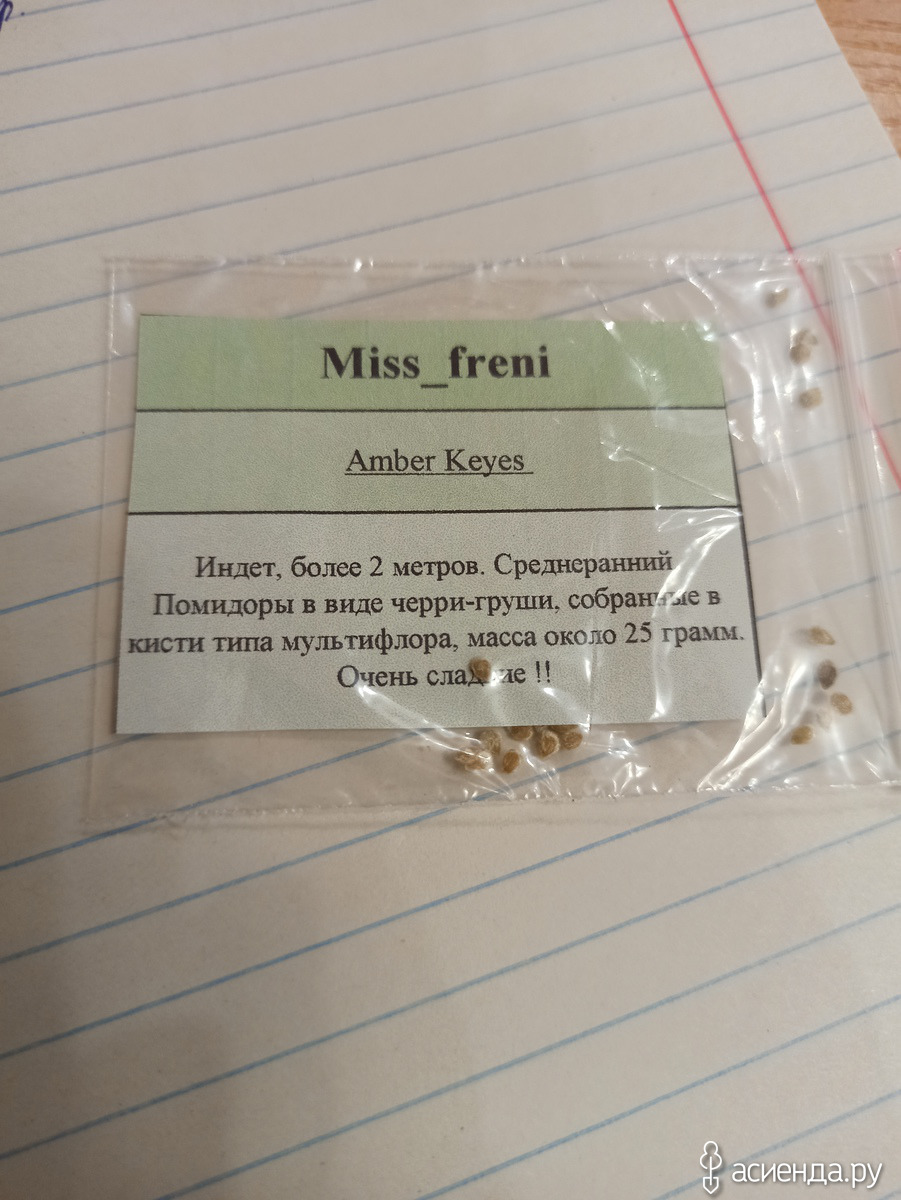 Miss_freni
Amber Keyes
Индет, более 2 метров. Среднеранний.
Помидоры в виде черри-груши, собранные в
кисти типа мультифлора, масса около 25 грамм.
Очень сладкие !!
асиенда.ру